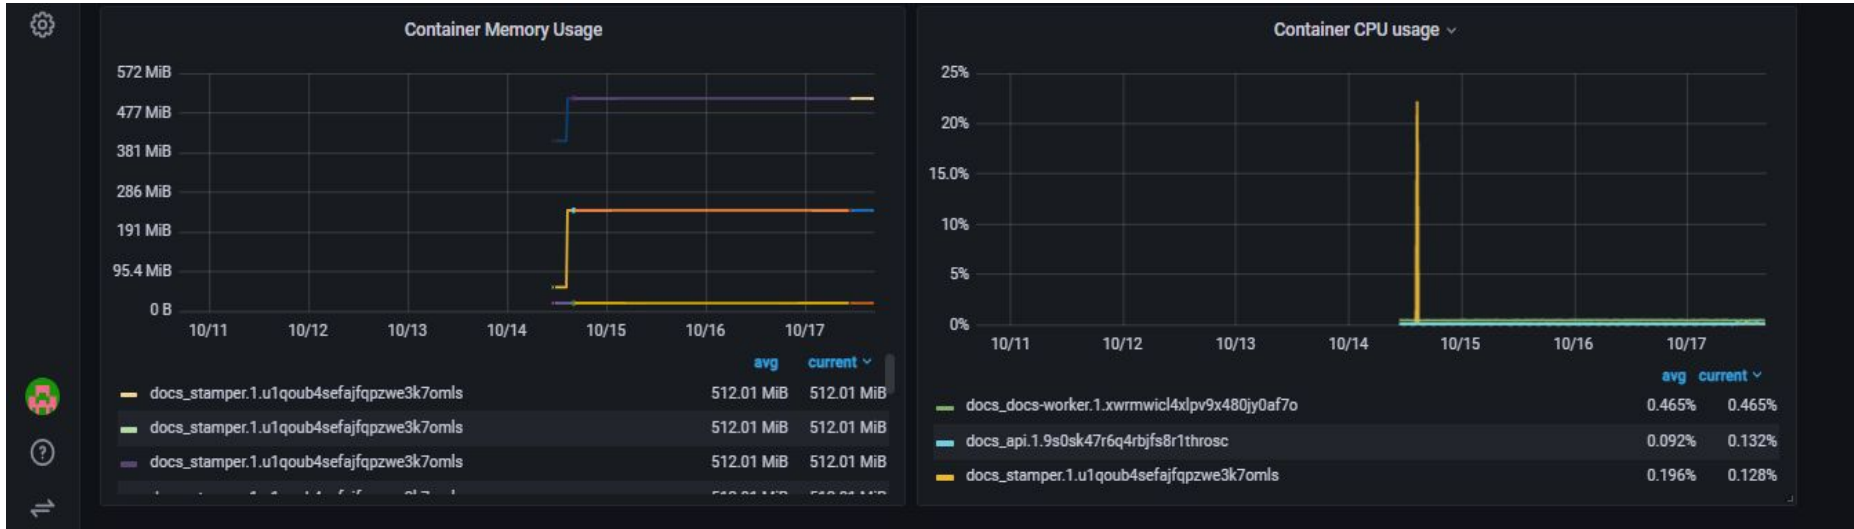 Container Memory Usage
572 MiB
477 MiB
381 MiB
286 MiB
191 MiB
95.4 MiB
0 B
10/11 10/12 10/13 10/14 10/15 10/16 10/17
avg current
docs_stamper.1.u1qoub4sefajfqpzwe3k7omls 512.01 MiB 512.01 MiB
docs_stamper.1.u1qoub4sefajfqpzwe3k7omls 512.01 MiB 512.01 MiB
docs_stamper.1.u1qoub4sefajfqpzwe3k7omls 512.01 MiB 512.01 MiB
Container CPU usage
25%
20%
15.0%
10%
5%
0%
10/11 10/12 10/13 10/14 10/15 10/16 10/17
avg current
docs_docs-worker.1.xwrmwicl4xlpv9x480jy0af7o 0.465% 0.465%
docs_api.1.9s0sk47r6q4rbjfs8r1throsc 0.092% 0.132%
docs_stamper.1.u1qoub4sefajfqpzwe3k7omls 0.196% 0.128%